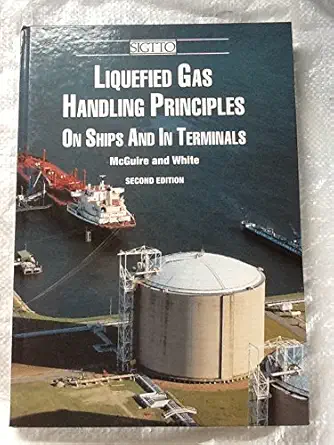 SIGTTO
LIQUEFIED GAS
HANDLING PRINCIPLES
ON SHIPS AND IN TERMINALS
McGuire and White
SECOND EDITION